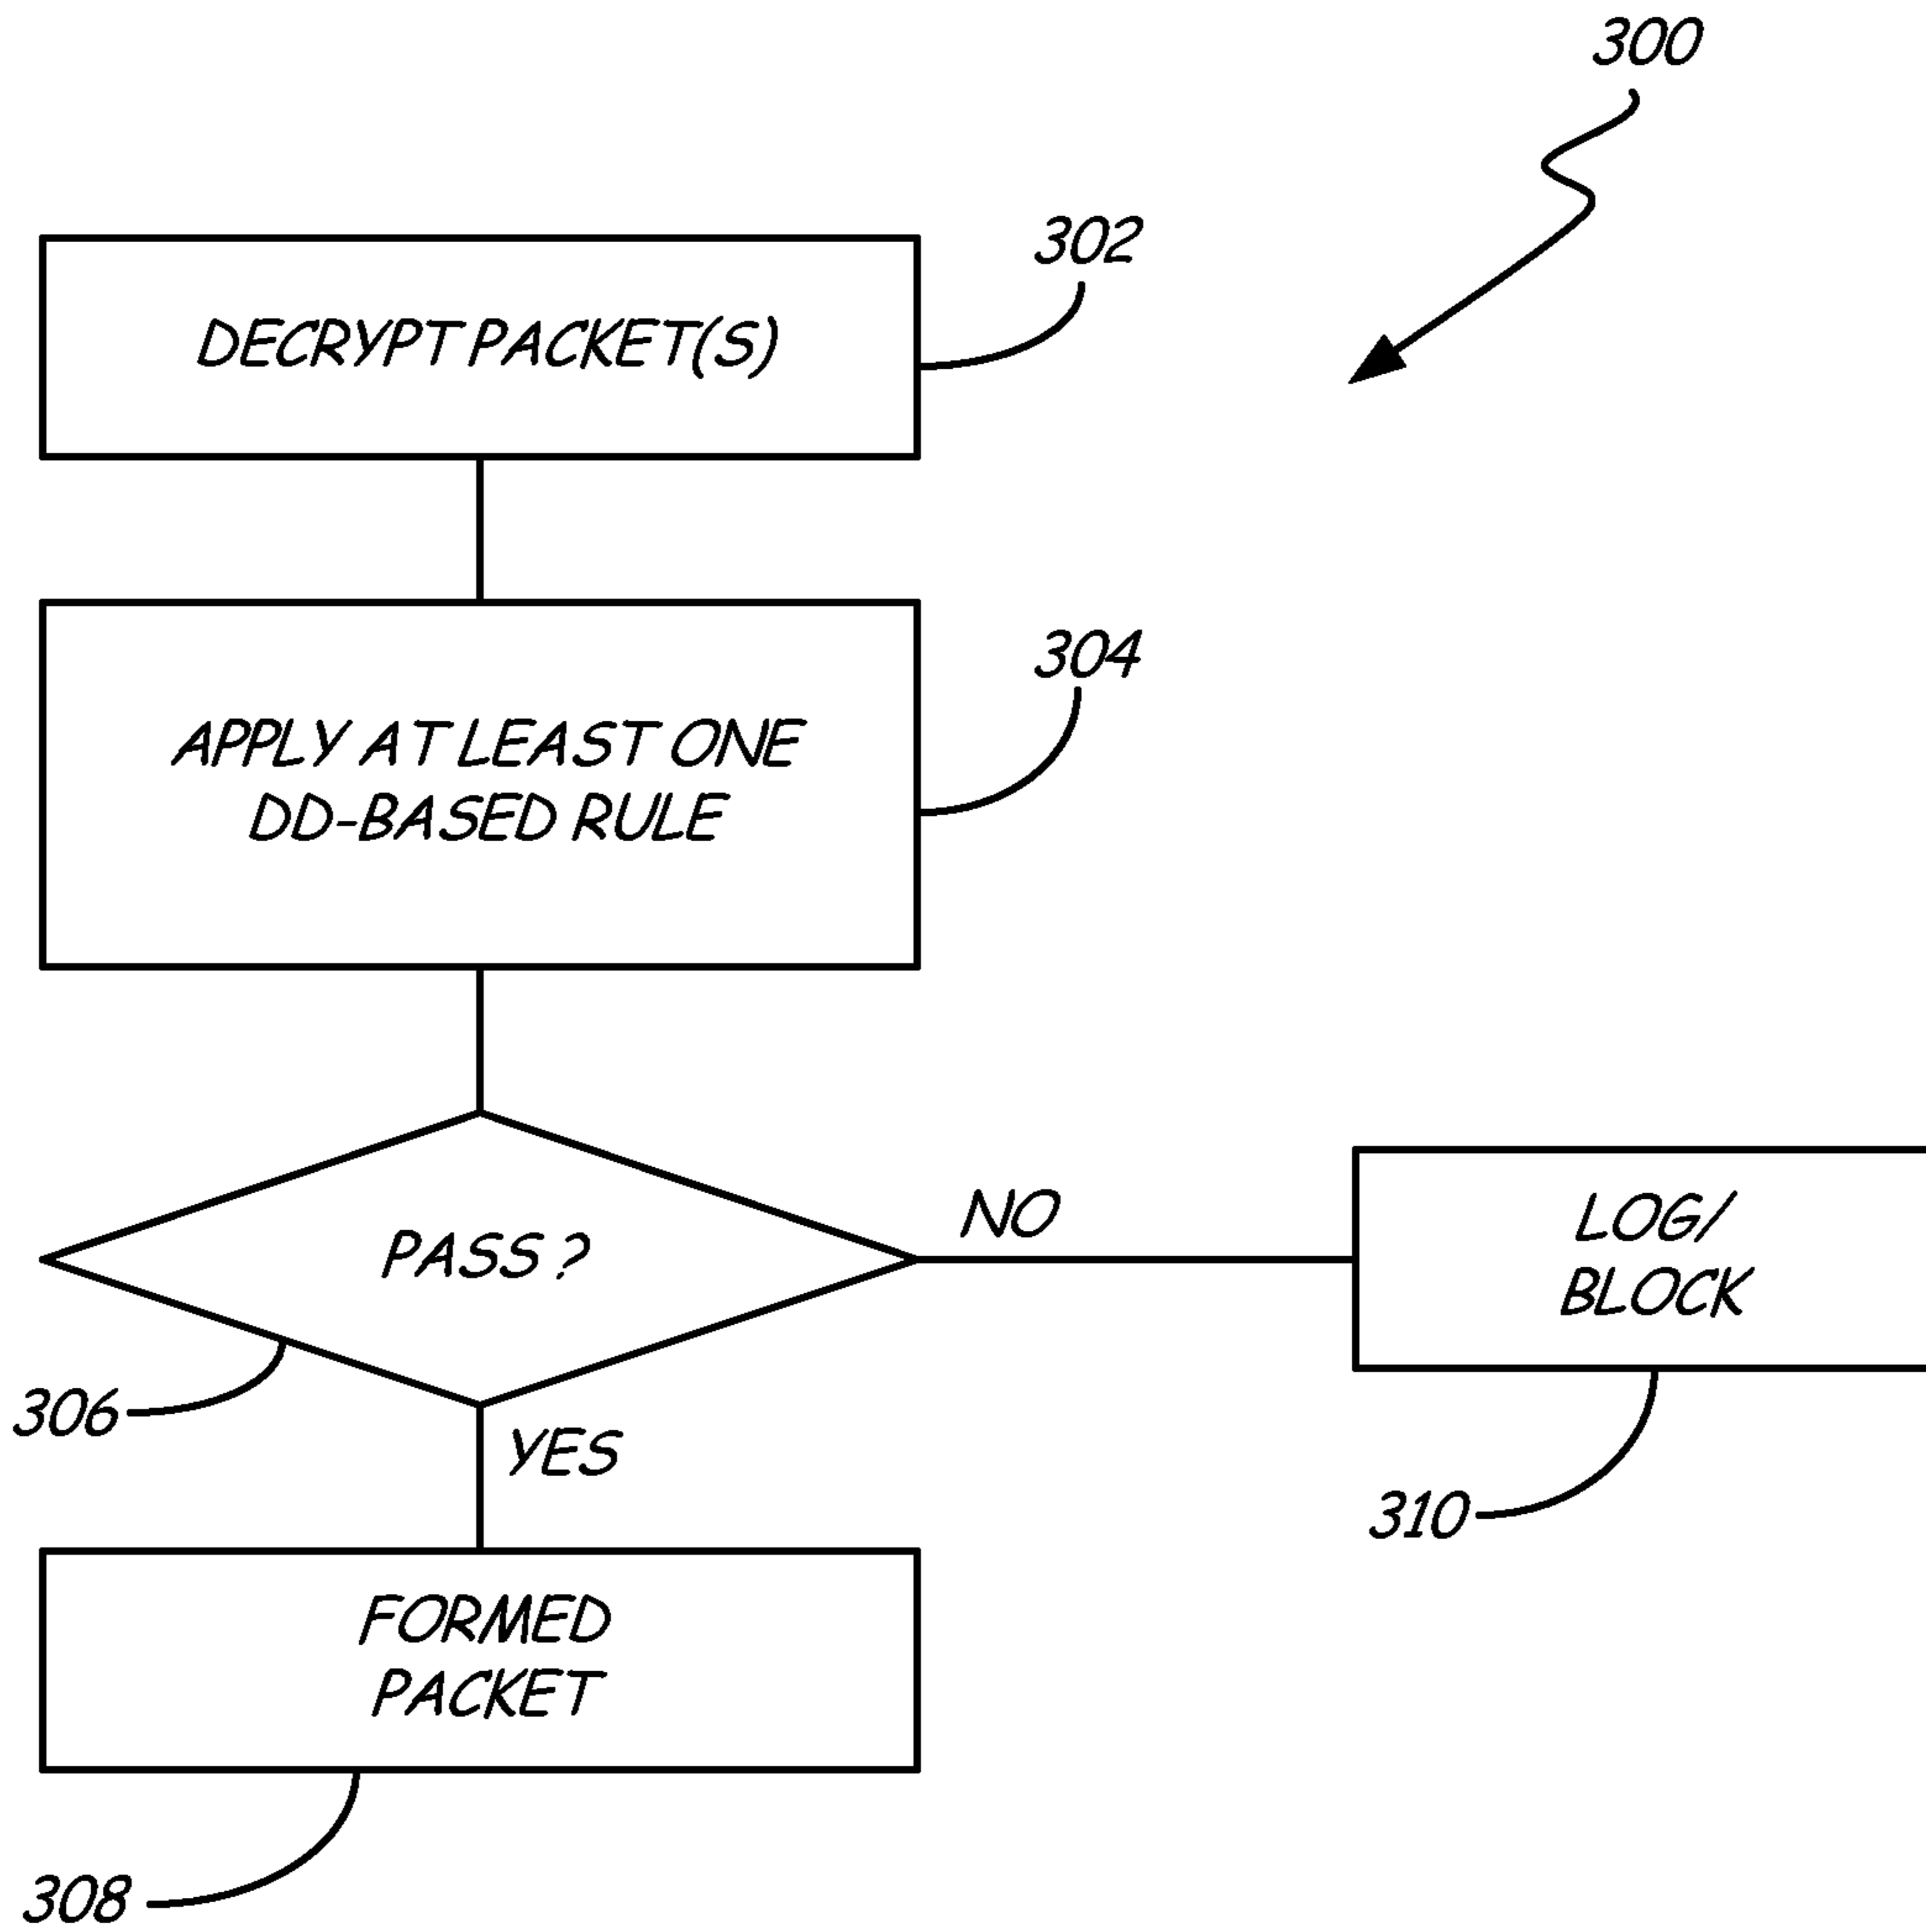 300
302
DECRYPT PACKET(S)
304
APPLY AT LEAST ONE
DD-BASED RULE
PASS?
NO
LOG/
BLOCK
306
YES
310
FORMED
PACKET
308